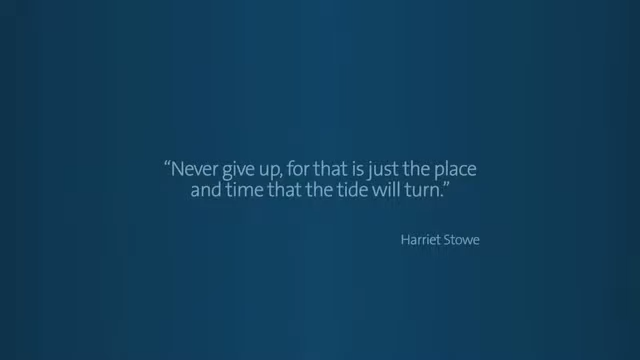 “Never give up, for that is just the place
and time that the tide will turn.”
Harriet Stowe